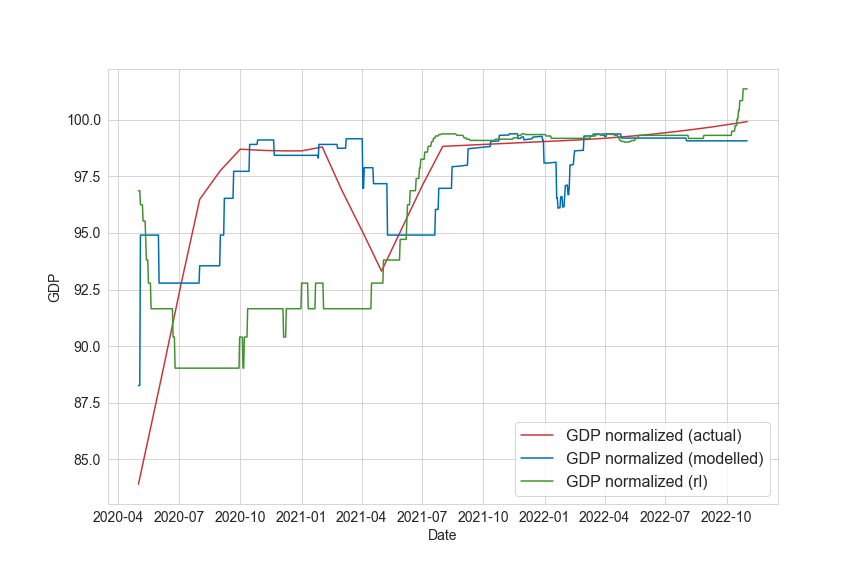 100.0
97.5
95.0
92.5
90.0
87.5
85.0
GDP
GDP normalized (actual)
GDP normalized (modelled)
GDP normalized (rl)
2020-04 2020-07 2020-10 2021-01 2021-04 2021-07 2021-10 2022-01 2022-04 2022-07 2022-10
Date